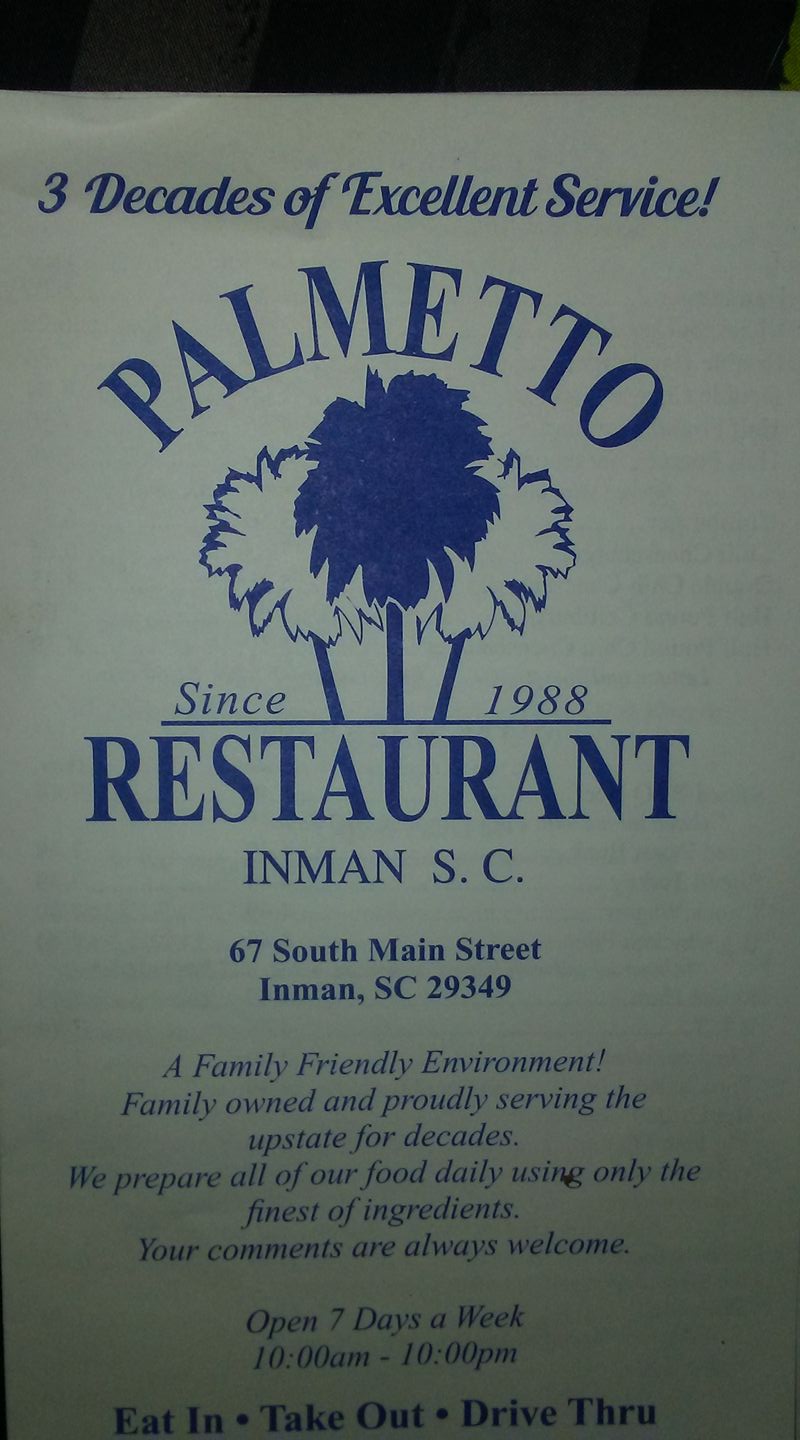 3 Decades of Excellent Service!
PALMETTO
Since 1988
RESTAURANT
INMAN S. C.
67 South Main Street
Inman, SC 29349
A Family Friendly Environment!
Family owned and proudly serving the
upstate for decades.
We prepare all of our food daily using only the
finest of ingredients.
Your comments are always welcome.
Open 7 Days a Week
10:00am - 10:00pm
Eat In • Take Out • Drive Thru